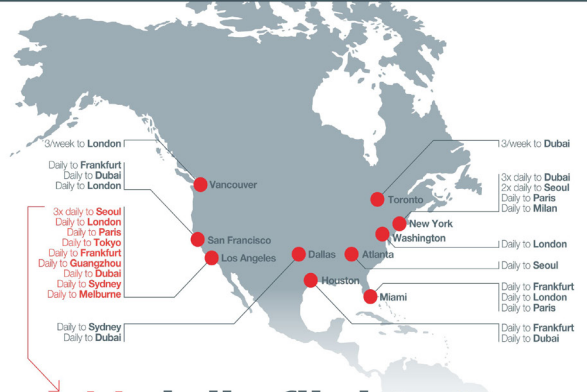 3/week to London
Daily to Frankfurt
Daily to Dubai
Daily to London
3x daily to Seoul
Daily to London
Daily to Paris
Daily to Tokyo
Daily to Frankfurt
Daily to Guangzhou
Daily to Dubai
Daily to Sydney
Daily to Melburne
Daily to Sydney
Daily to Dubai
Vancouver
San Francisco
Los Angeles
Dallas
Houston
Atlanta
Miami
Toronto
New York
Washington
3/week to Dubai
3x daily to Dubai
2x daily to Seoul
Daily to Paris
Daily to Milan
Daily to London
Daily to Seoul
Daily to Frankfurt
Daily to London
Daily to Paris
Daily to Frankfurt
Daily to Dubai